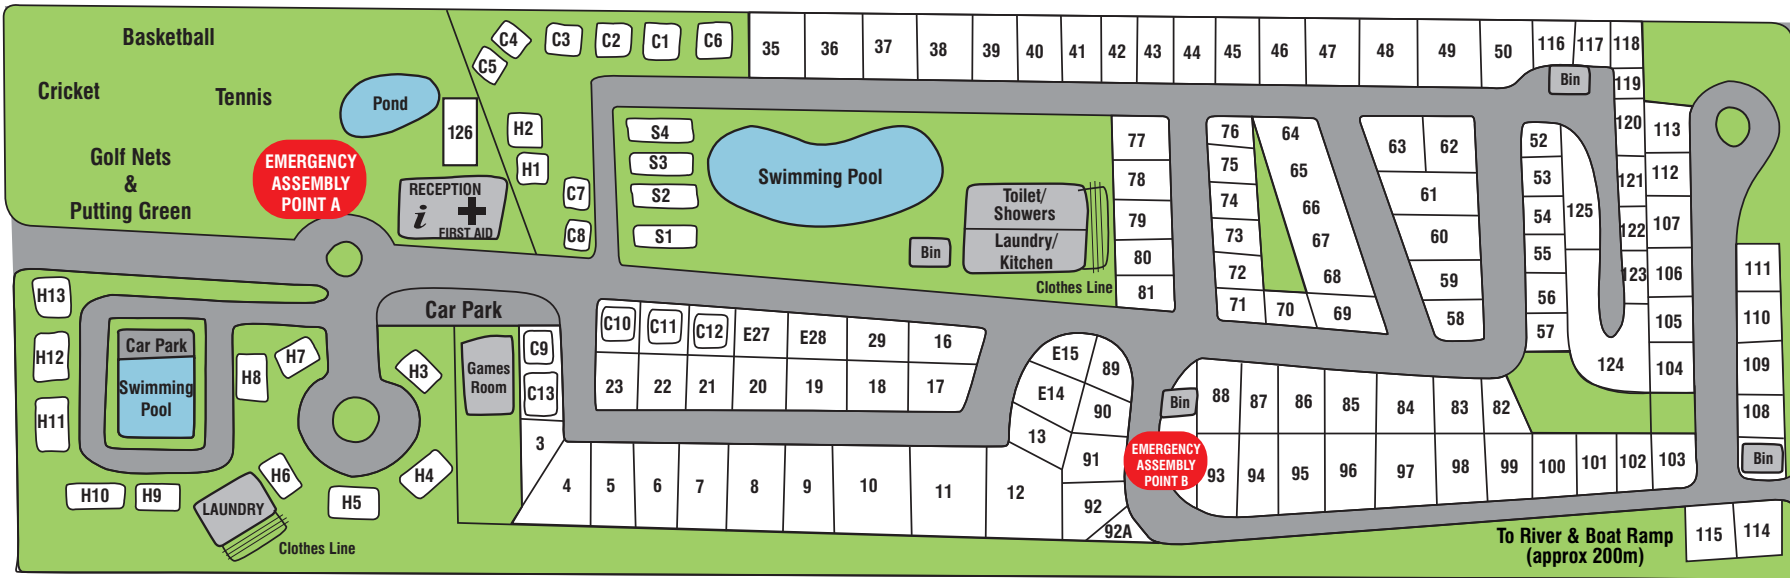 Basketball
Cricket
Tennis
Golf Nets
&
Putting Green
Pond
126
EMERGENCY
ASSEMBLY
POINT A
RECEPTION
i
FIRST AID
C4
C5
C3
C2
C1
C6
H2
H1
C7
C8
S4
S3
S2
S1
Swimming Pool
Bin
Toilet/
Showers
Laundry/
Kitchen
Clothes Line
35
36
37
38
39
40
41
42
43
44
45
46
47
48
49
50
116
117
118
Bin
119
120
121
122
123
77
78
79
80
81
76
75
74
73
72
71
64
65
66
67
68
70
69
63
62
61
60
59
58
52
53
54
55
56
57
125
124
113
112
107
106
105
104
111
110
109
108
Bin
H13
H12
H11
H10
H9
Car Park
Swimming
Pool
H8
H7
H3
H4
H5
H6
LAUNDRY
Clothes Line
Car Park
Games
Room
C9
C13
3
C10
C11
C12
E27
E28
29
16
23
22
21
20
19
18
17
4
5
6
7
8
9
10
11
12
E15
89
E14
90
13
91
92
92A
Bin
EMERGENCY
ASSEMBLY
POINT B
88
87
86
85
84
83
82
93
94
95
96
97
98
99
100
101
102
103
To River & Boat Ramp
(approx 200m)
115
114